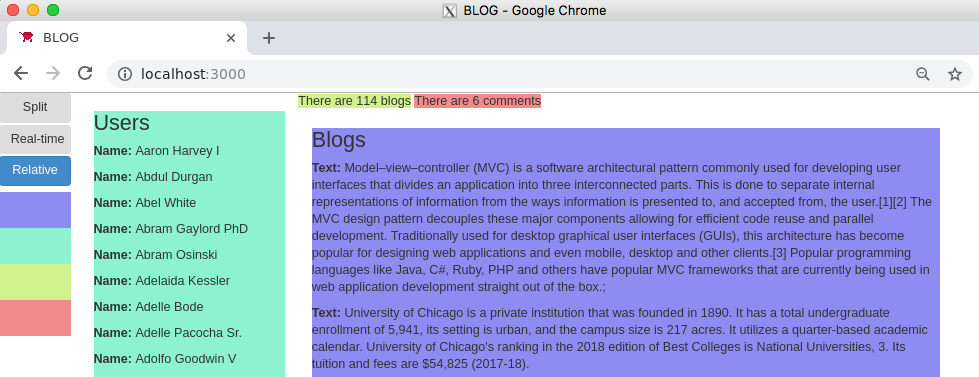 BLOG - Google Chrome
BLOG
localhost:3000
Split
Real-time
Relative
There are 114 blogs There are 6 comments
Users
Name: Aaron Harvey I
Name: Abdul Durgan
Name: Abel White
Name: Abram Gaylord PhD
Name: Abram Osinski
Name: Adelaida Kessler
Name: Adelle Bode
Name: Adelle Pacocha Sr.
Name: Adolfo Goodwin V
Blogs
Text: Model–view–controller (MVC) is a software architectural pattern commonly used for developing user
interfaces that divides an application into three interconnected parts. This is done to separate internal
representations of information from the ways information is presented to, and accepted from, the user.[1][2] The
MVC design pattern decouples these major components allowing for efficient code reuse and parallel
development. Traditionally used for desktop graphical user interfaces (GUIs), this architecture has become
popular for designing web applications and even mobile, desktop and other clients.[3] Popular programming
languages like Java, C#, Ruby, PHP and others have popular MVC frameworks that are currently being used in
web application development straight out of the box.;
Text: University of Chicago is a private institution that was founded in 1890. It has a total undergraduate
enrollment of 5,941, its setting is urban, and the campus size is 217 acres. It utilizes a quarter-based academic
calendar. University of Chicago's ranking in the 2018 edition of Best Colleges is National Universities, 3. Its
tuition and fees are $54,825 (2017-18).